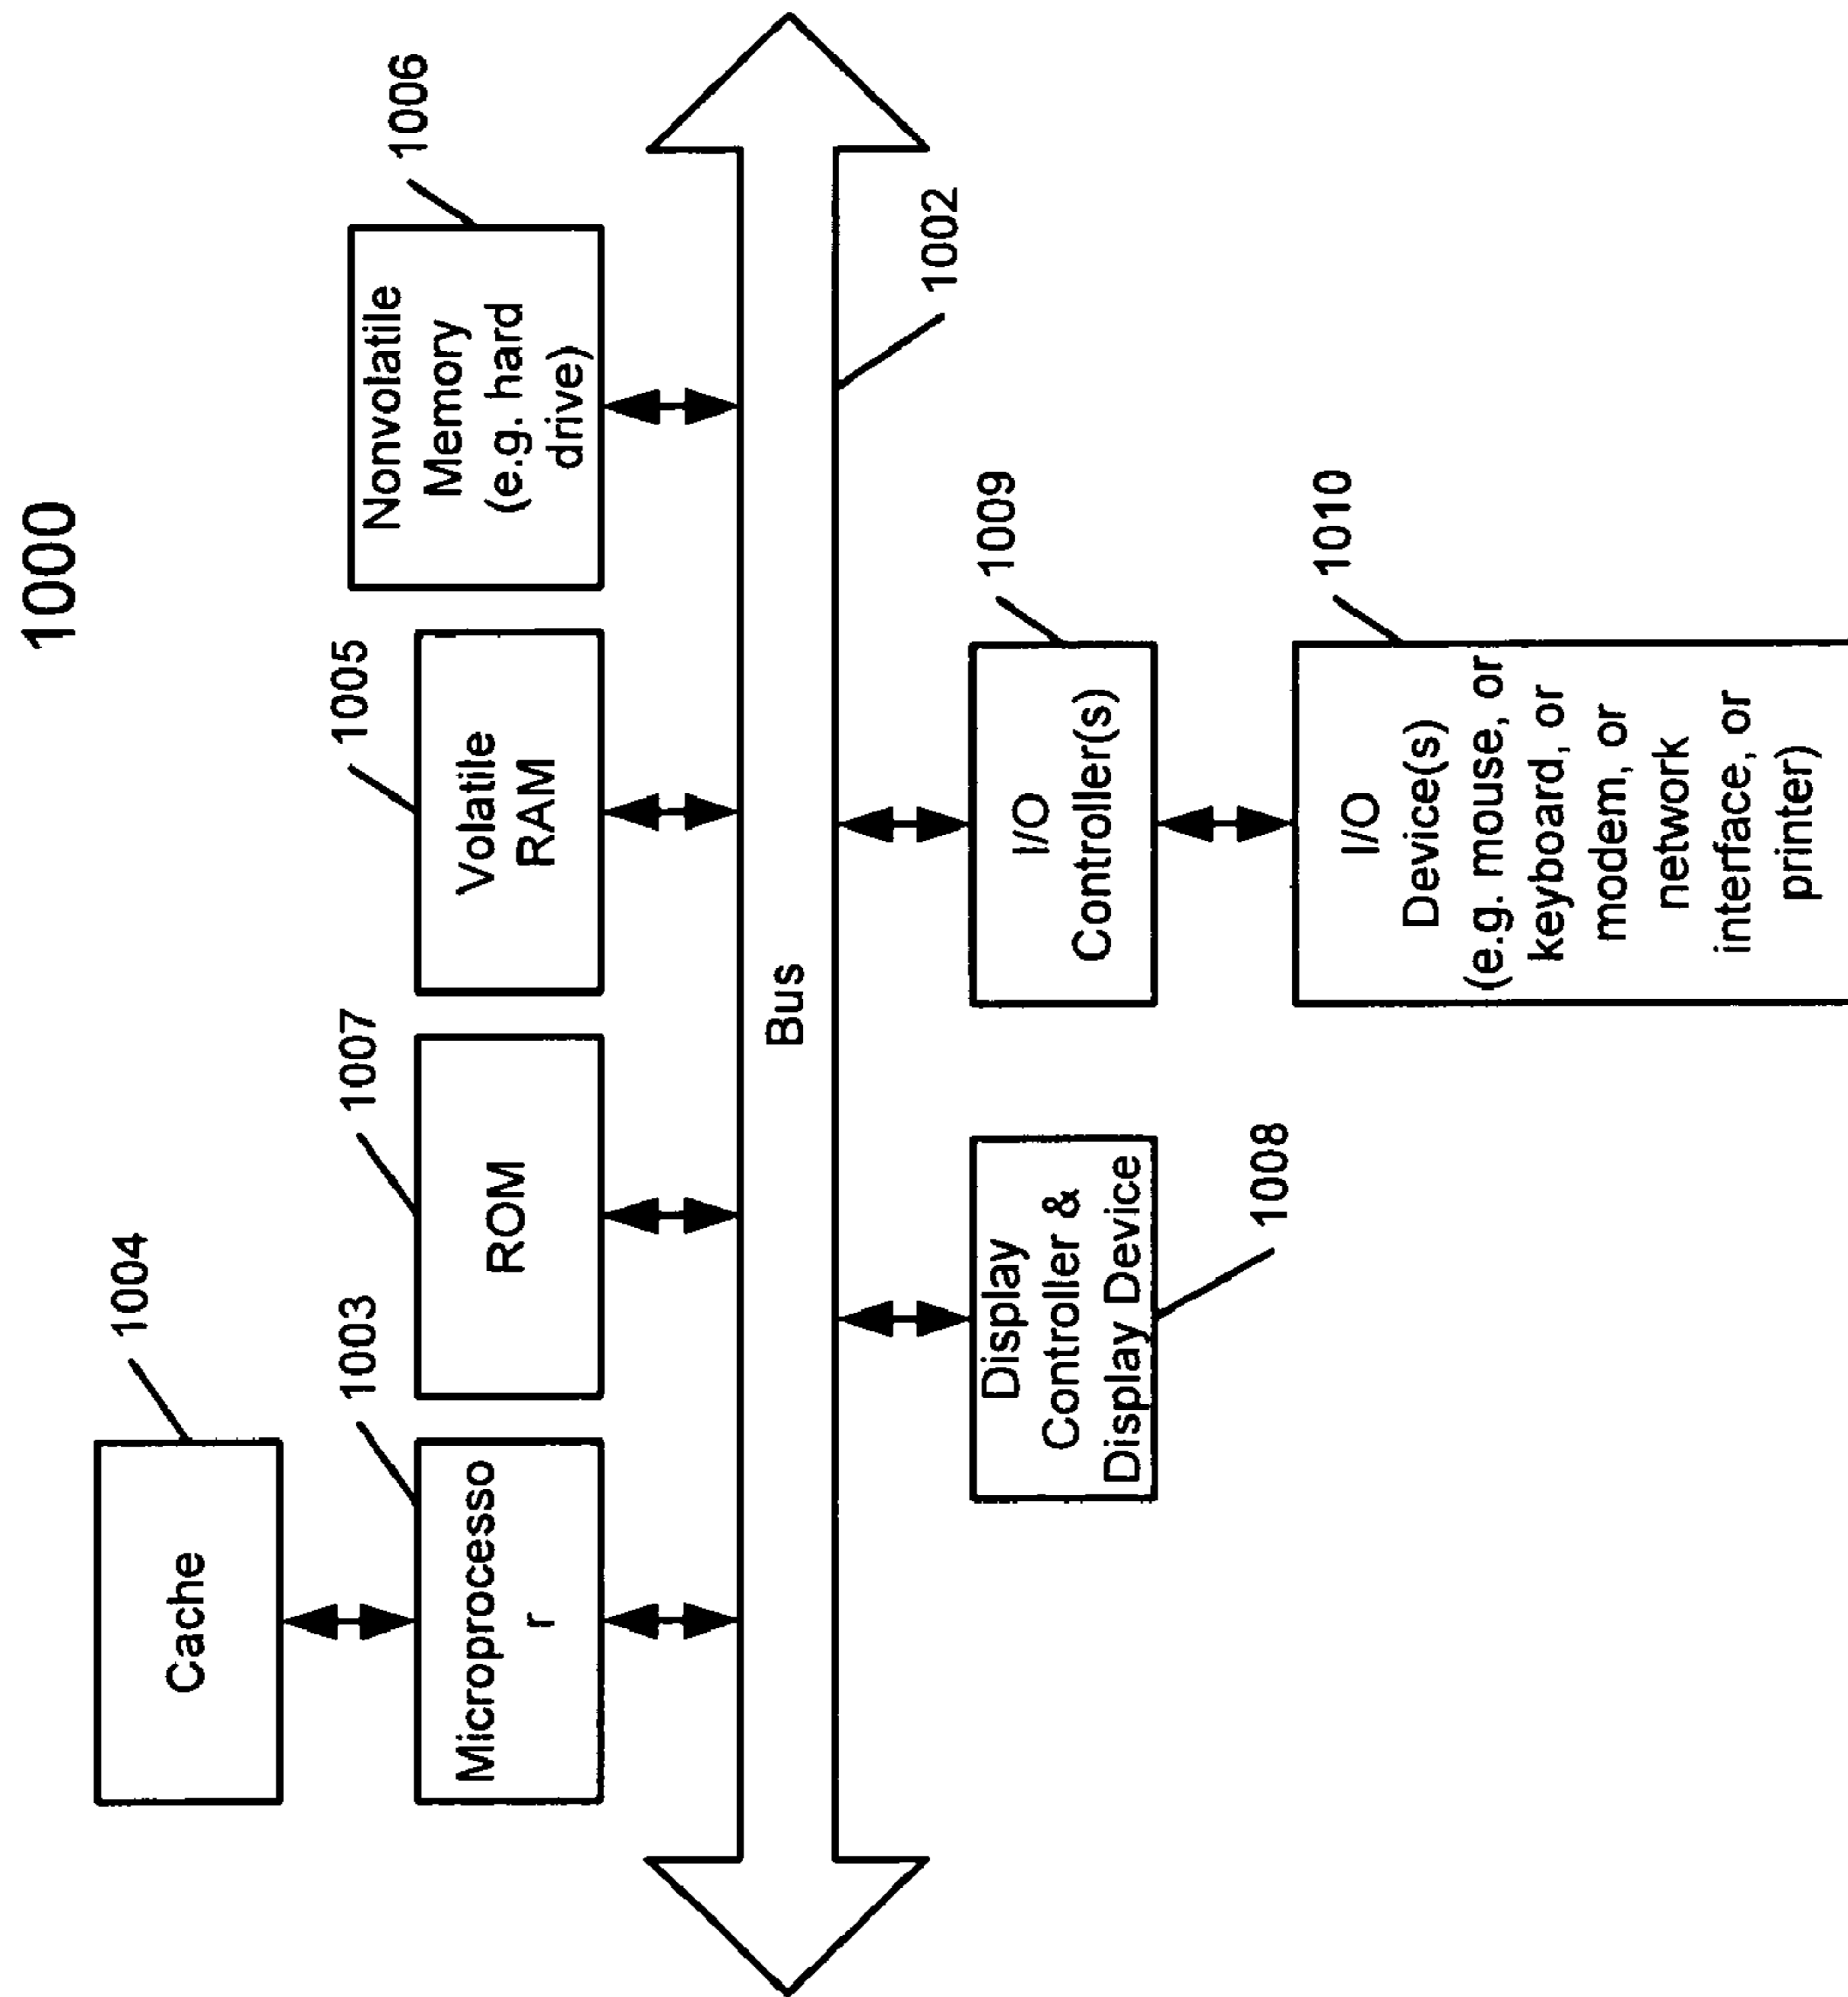 1000
1004
Cache
1003
Microprocesso
r
1007
ROM
1005
Volatile
RAM
1006
Nonvolatile
Memory
(e.g. hard
drive)
Bus
1002
Display
Controller &
Display Device
1008
1009
I/O
Controller(s)
1010
I/O
Device(s)
(e.g. mouse, or
keyboard, or
modem, or
network
interface, or
printer)